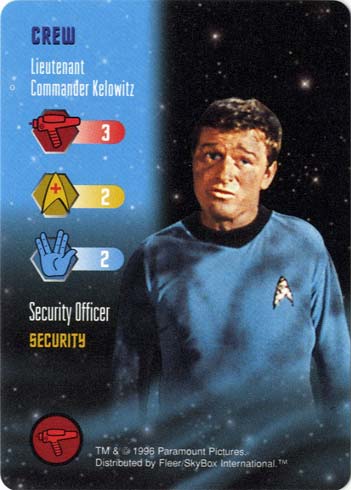 CREW
Lieutenant
Commander Kelowitz
3
2
2
Security Officer
SECURITY
TM & © 1996 Paramount Pictures.
Distributed by Fleer/SkyBox International.™